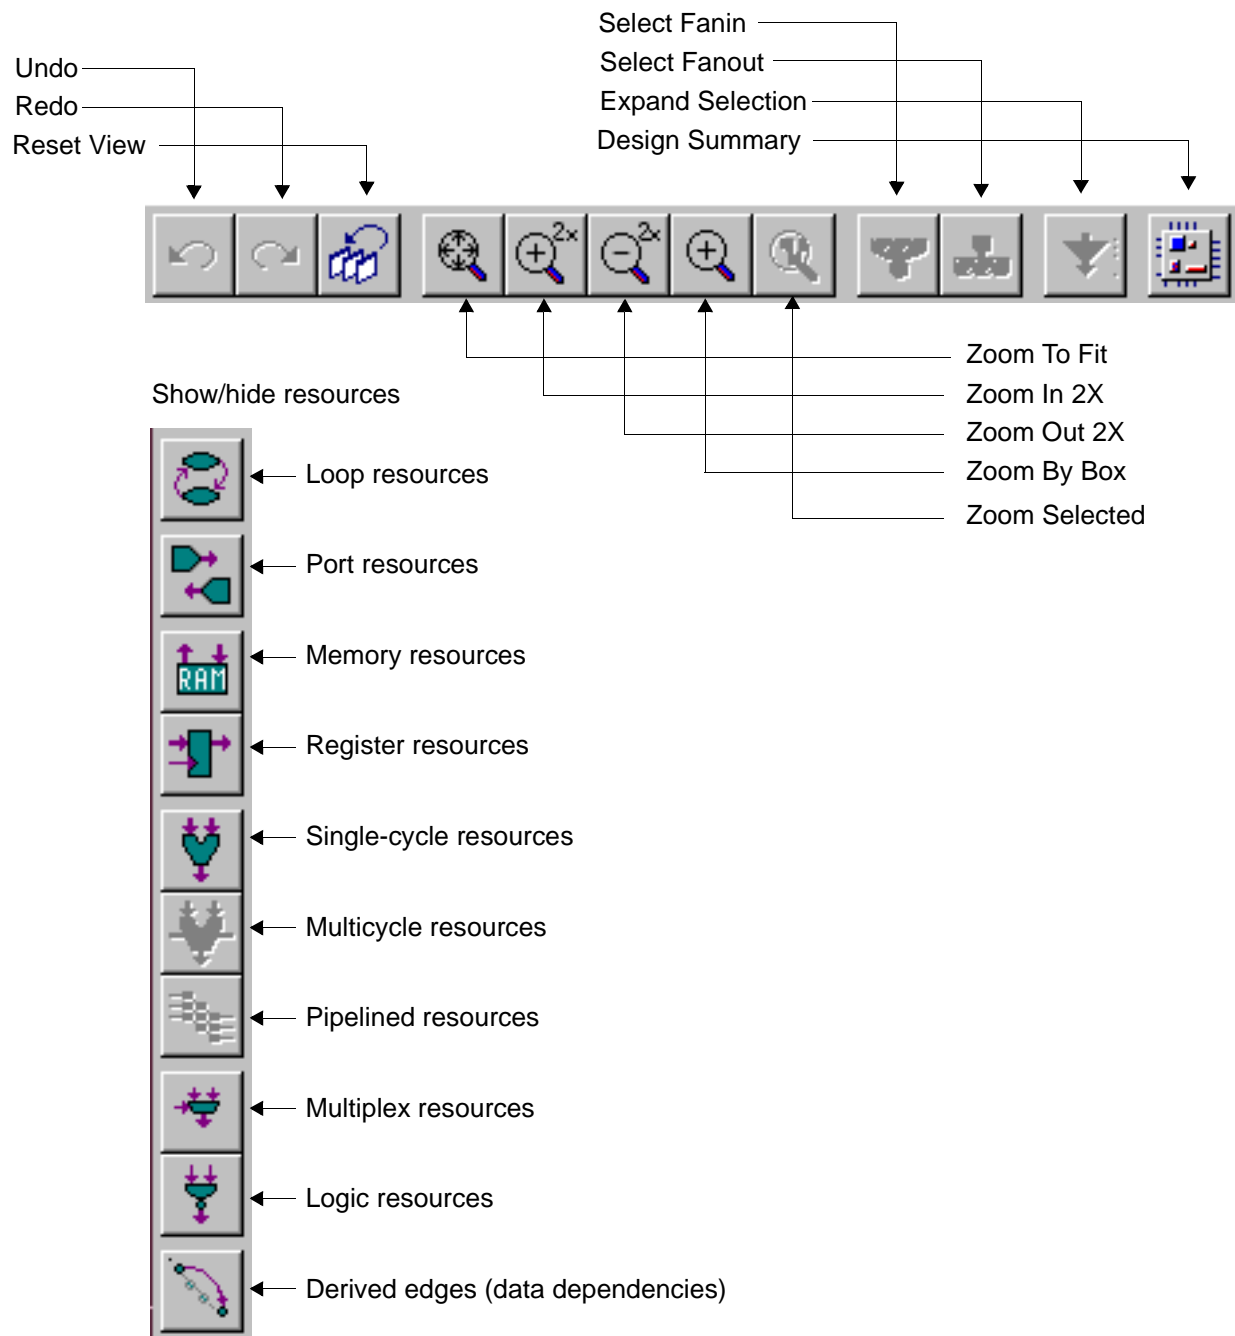 Select Fanin
Undo
Select Fanout
Redo
Expand Selection
Reset View
Design Summary
2x
2x
Zoom To Fit
Show/hide resources
Zoom In 2X
Zoom Out 2X
Loop resources
Zoom By Box
Zoom Selected
Port resources
Memory resources
RAM
Register resources
Single-cycle resources
Multicycle resources
Pipelined resources
Multiplex resources
Logic resources
Derived edges (data dependencies)